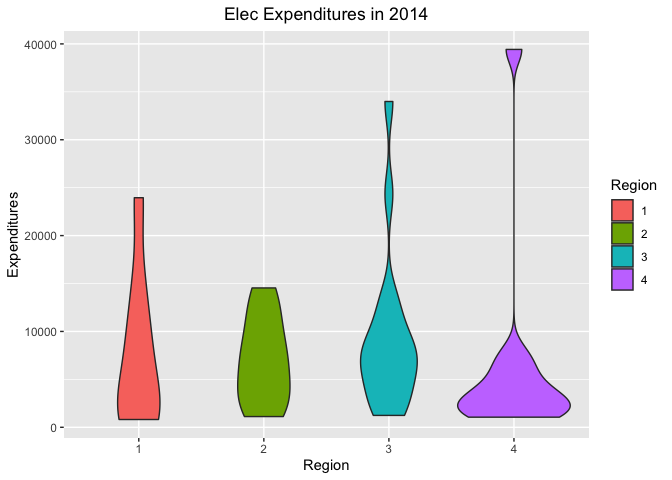 Elec Expenditures in 2014
Expenditures
40000
30000
20000
10000
0
1 2 3 4
Region
Region
1
2
3
4